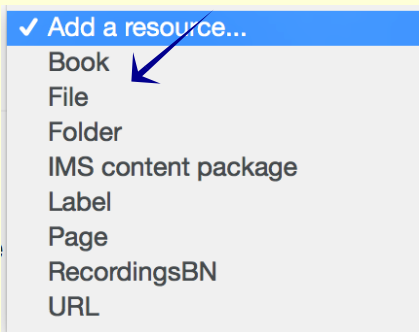 ✓ Add a resource...
Book
File
Folder
IMS content package
Label
Page
RecordingsBN
URL